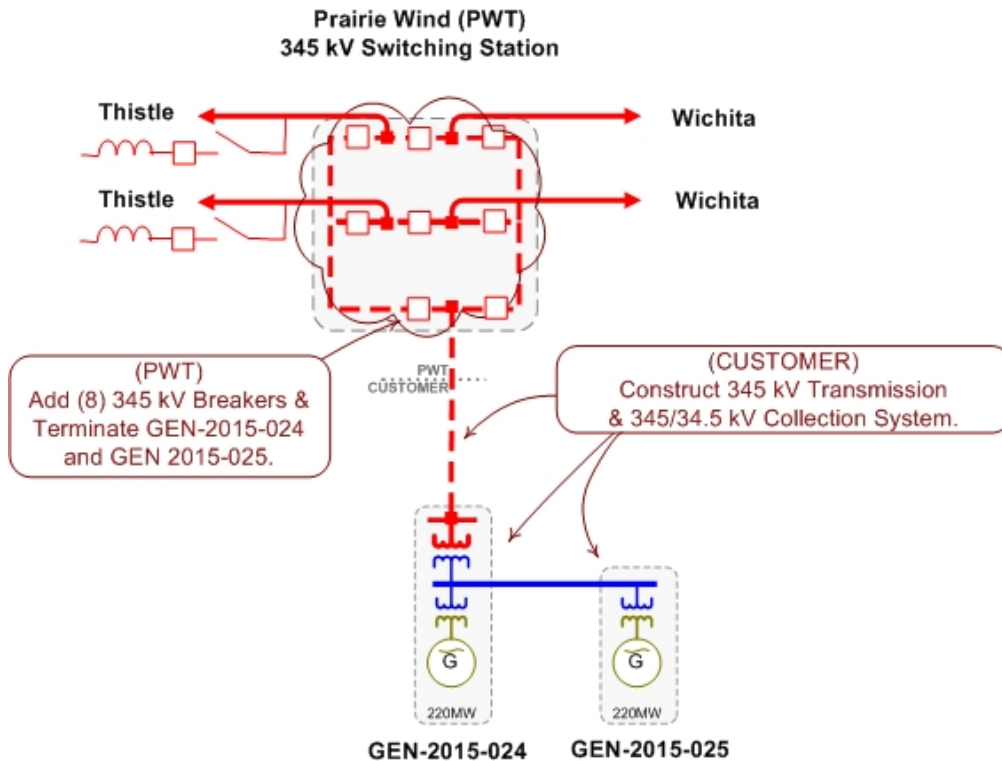 Prairie Wind (PWT)
345 kV Switching Station
Thistle
Wichita
Thistle
Wichita
(PWT)
Add (8) 345 kV Breakers &
Terminate GEN-2015-024
and GEN 2015-025.
PWT
CUSTOMER
(CUSTOMER)
Construct 345 kV Transmission
& 345/34.5 kV Collection System.
G
G
220MW
220MW
GEN-2015-024
GEN-2015-025